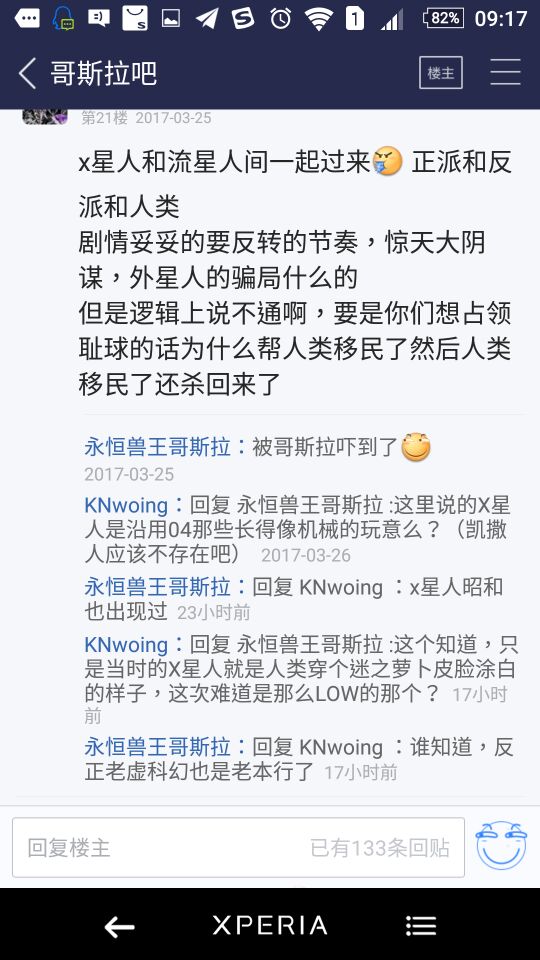 82%
09:17
哥斯拉吧
楼主
第21楼 2017-03-25
x星人和流星人间一起过来 正派和反
派和人类
剧情妥妥的要反转的节奏，惊天大阴
谋，外星人的骗局什么的
但是逻辑上说不通啊，要是你们想占领
耻球的话为什么帮人类移民了然后人类
移民了还杀回来了
永恒兽王哥斯拉：被哥斯拉吓到了
2017-03-25
KNwoing：回复 永恒兽王哥斯拉 :这里说的X星
人是沿用04那些长得像机械的玩意么？（凯撒
人应该不存在吧） 2017-03-26
永恒兽王哥斯拉：回复 KNwoing ：x星人昭和
也出现过 23小时前
KNwoing：回复 永恒兽王哥斯拉 :这个知道，只
是当时的X星人就是人类穿个迷之萝卜皮脸涂白
的样子，这次难道是那么LOW的那个？ 17小时
前
永恒兽王哥斯拉：回复 KNwoing ：谁知道，反
正老虚科幻也是老本行了 17小时前
回复楼主
已有133条回贴
XPERIA